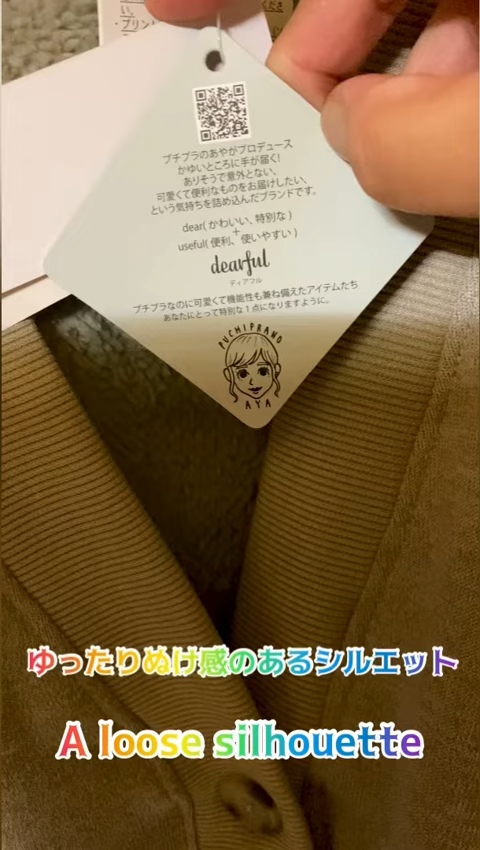 ・プリン
プチプラのあやがプロデュース
かゆいところに手が届く!
ありそうで意外とない、
可愛くて便利なものをお届けしたい、
という気持ちを詰め込んだブランドです。
dear(かわいい、特別な)
+
useful(便利、使いやすい)
dearful
ディアフル
プチプラなのに可愛くて機能性も兼ね備えたアイテムたち
あなたにとって特別な1点になりますように。
PUCHIPRANO
AYA
ゆったりぬけ感のあるシルエット
A loose silhouette